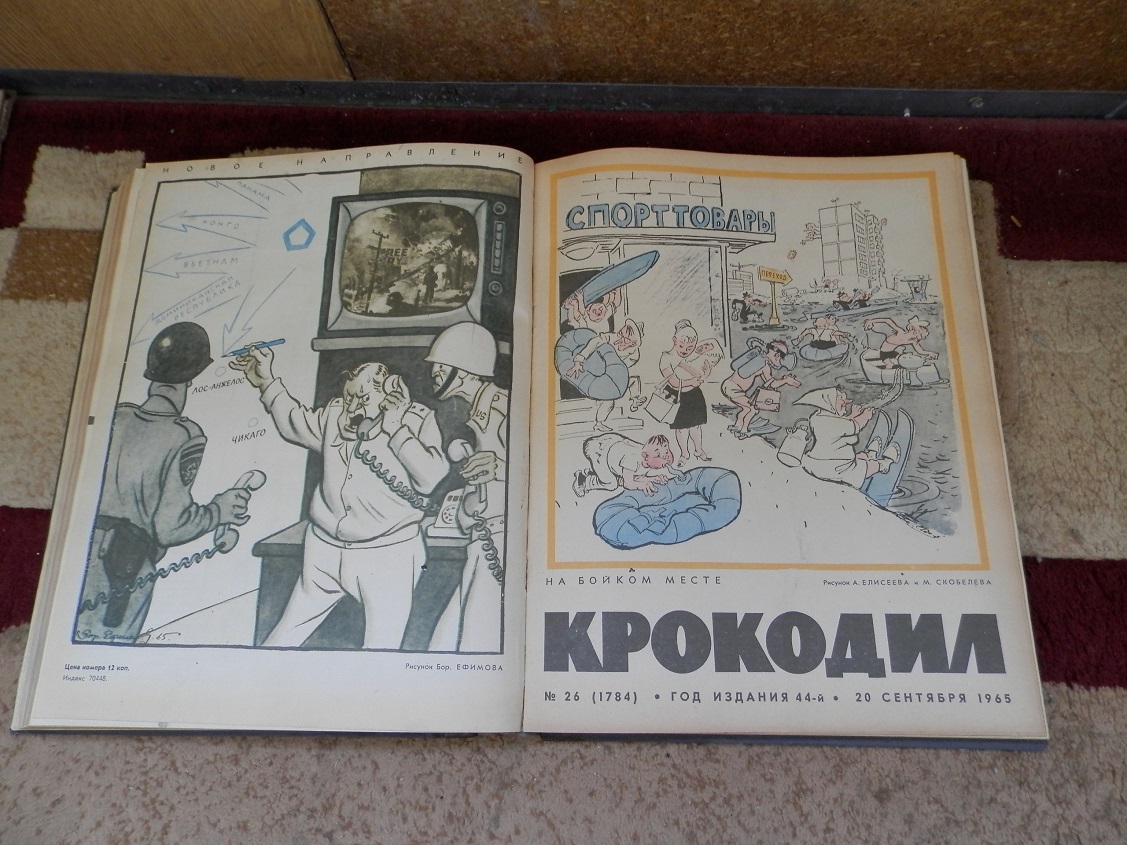 НОВОЕ НАПРАВЛЕНИЕ
ПАНАМА
КОНГО
ВЬЕТНАМ
ДОМИНИКАНСКАЯ
РЕСПУБЛИКА
ЛОС-АНЖЕЛОС
ЧИКАГО
US
Цена номера 12 коп.
Индекс 70448.
Рисунок Бор. ЕФИМОВА
СПОРТТОВАРЫ
ПЕРЕХОД
НА БОЙКОМ МЕСТЕ
Рисунок А. ЕЛИСЕЕВА и М. СКОБЕЛЕВА
КРОКОДИЛ
№ 26 (1784) • ГОД ИЗДАНИЯ 44-й • 20 СЕНТЯБРЯ 1965